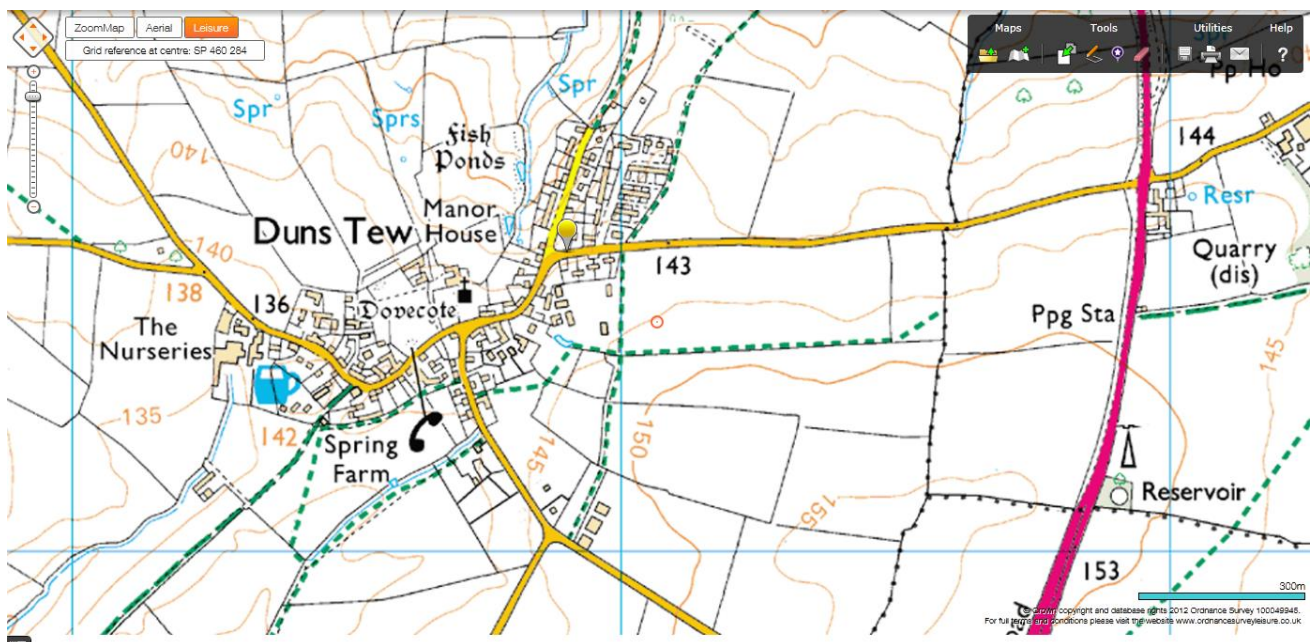 ZoomMap Aerial Leisure
Grid reference at centre: SP 460 284
Maps Tools Utilities Help
Pp Ho
Spr
Spr
Sprs
140
Fish
Ponds
144
Resr
Manor
House
Duns Tew
140
143
Quarry
(dis)
138
136
Dovecote
The
Nurseries
Ppg Sta
145
135
142
Spring
Farm
145
150
155
Reservoir
153
300m
© Crown copyright and database rights 2012 Ordnance Survey 100049946.
For full terms and conditions please visit the website www.ordnancesurveyleisure.co.uk